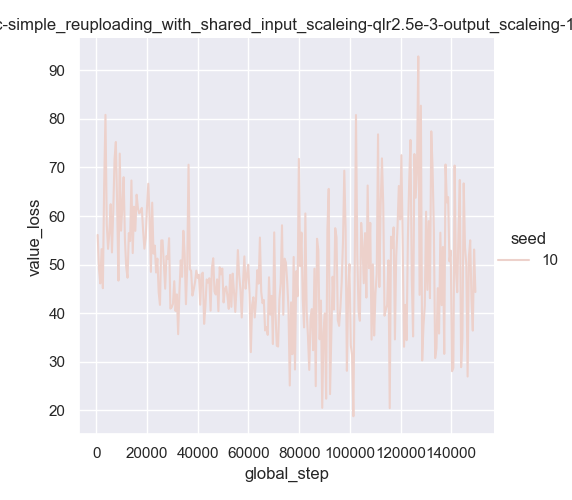 c-simple_reuploading_with_shared_input_scaleing-qlr2.5e-3-output_scaleing-1
90
80
70
60
50
40
30
20
value_loss
0 20000 40000 60000 80000 100000 120000 140000
global_step
seed
10